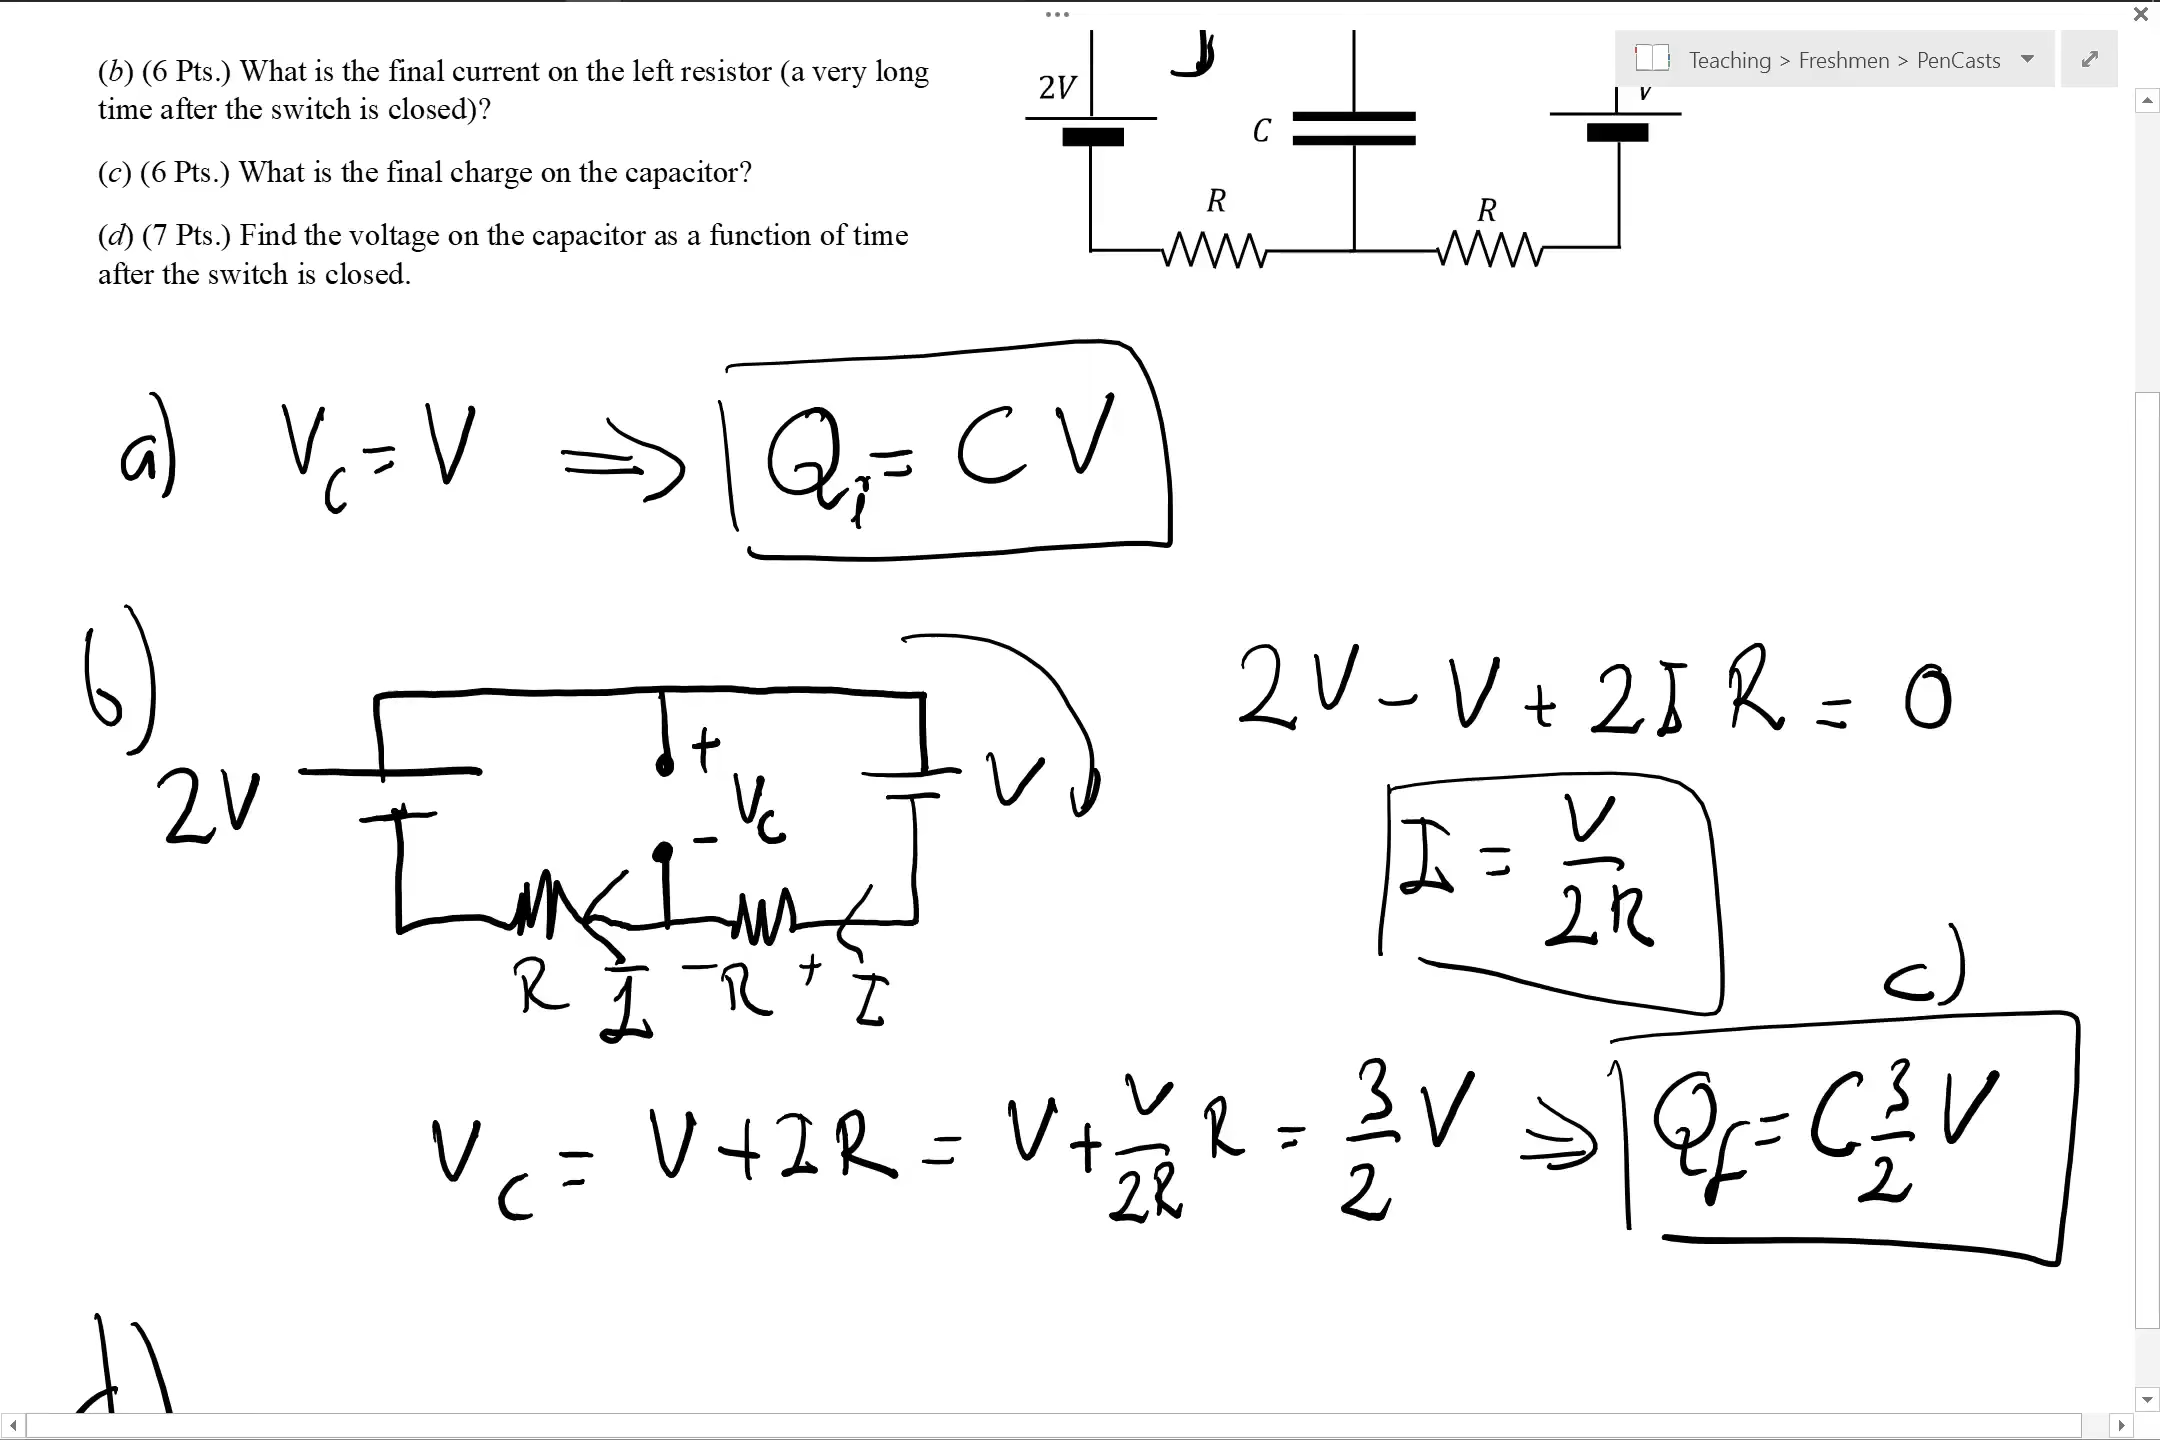 Teaching > Freshmen > PenCasts
(b) (6 Pts.) What is the final current on the left resistor (a very long
time after the switch is closed)?
(c) (6 Pts.) What is the final charge on the capacitor?
(d) (7 Pts.) Find the voltage on the capacitor as a function of time
after the switch is closed.
2V
C
V
R
R
a) V_C = V ⇒ Q_i = C V
b)
2V - V + 2IR = 0
2V
+
V_C
-
V
I = V/2R
R I - R + I
c)
V_C = V + IR = V + V/2R R = 3/2 V ⇒ Q_f = C 3/2 V
d)